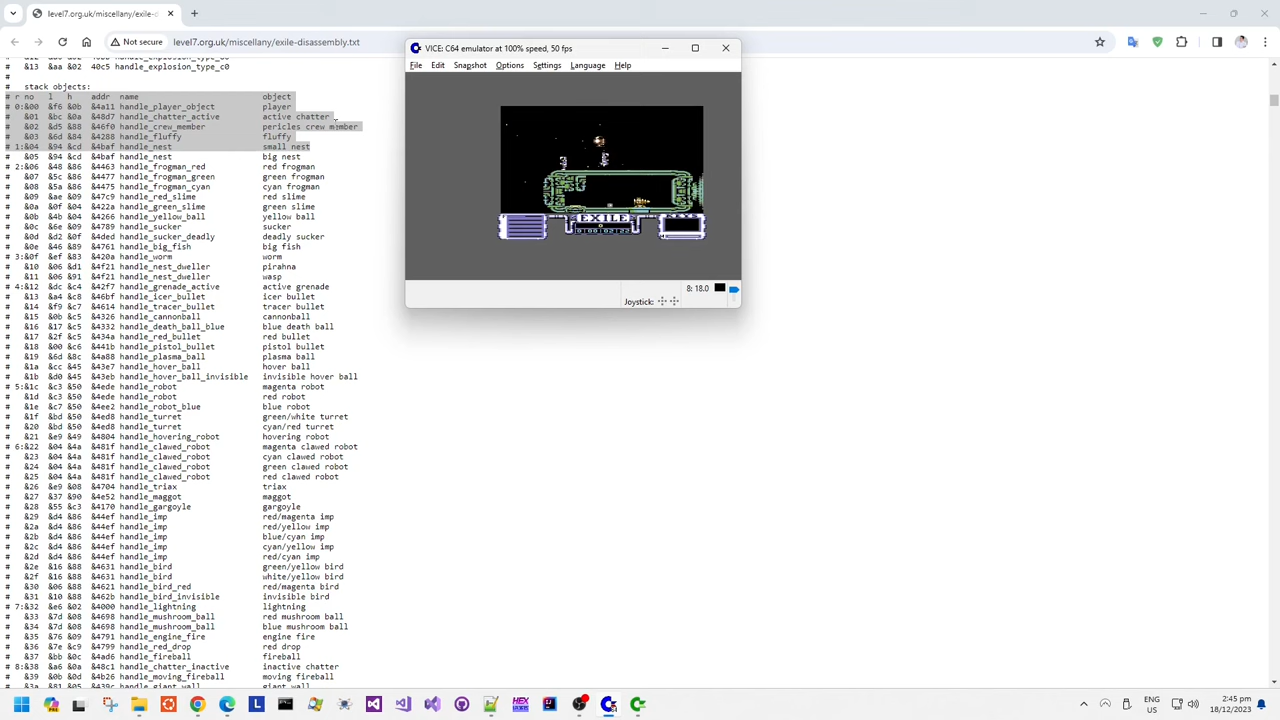 level7.org.uk/miscellany/exile-d
Not secure
level7.org.uk/miscellany/exile-disassembly.txt
# &13 &aa &02 40c5 handle_explosion_type_c0
#
# stack objects:
# r no l h addr name object
# 0:&00 &f6 &0b &4a11 handle_player_object player
# &01 &bc &0a &48d7 handle_chatter_active active chatter
# &02 &d5 &88 &46f0 handle_crew_member pericles crew member
# &03 &6d &84 &4288 handle_fluffy fluffy
# 1:&04 &94 &cd &4baf handle_nest small nest
# &05 &94 &cd &4baf handle_nest big nest
# 2:&06 &48 &86 &4463 handle_frogman_red red frogman
# &07 &5c &86 &4477 handle_frogman_green green frogman
# &08 &5a &86 &4475 handle_frogman_cyan cyan frogman
# &09 &ae &09 &47c9 handle_red_slime red slime
# &0a &0f &04 &422a handle_green_slime green slime
# &0b &4b &04 &4266 handle_yellow_ball yellow ball
# &0c &6e &09 &4789 handle_sucker sucker
# &0d &d2 &0f &4ded handle_sucker_deadly deadly sucker
# &0e &46 &89 &4761 handle_big_fish big fish
# 3:&0f &ef &83 &420a handle_worm worm
# &10 &06 &d1 &4f21 handle_nest_dweller pirahna
# &11 &06 &91 &4f21 handle_nest_dweller wasp
# 4:&12 &dc &c4 &42f7 handle_grenade_active active grenade
# &13 &a4 &c8 &46bf handle_icer_bullet icer bullet
# &14 &f9 &c7 &4614 handle_tracer_bullet tracer bullet
# &15 &0b &c5 &4326 handle_cannonball cannonball
# &16 &17 &c5 &4332 handle_death_ball_blue blue death ball
# &17 &2f &c5 &434a handle_red_bullet red bullet
# &18 &00 &c6 &441b handle_pistol_bullet pistol bullet
# &19 &6d &8c &4a88 handle_plasma_ball plasma ball
# &1a &cc &45 &43e7 handle_hover_ball hover ball
# &1b &d0 &45 &43eb handle_hover_ball_invisible invisible hover ball
# 5:&1c &c3 &50 &4ede handle_robot magenta robot
# &1d &c3 &50 &4ede handle_robot red robot
# &1e &c7 &50 &4ee2 handle_robot_blue blue robot
# &1f &bd &50 &4ed8 handle_turret green/white turret
# &20 &bd &50 &4ed8 handle_turret cyan/red turret
# &21 &e9 &49 &4804 handle_hovering_robot hovering robot
# 6:&22 &04 &4a &481f handle_clawed_robot magenta clawed robot
# &23 &04 &4a &481f handle_clawed_robot cyan clawed robot
# &24 &04 &4a &481f handle_clawed_robot green clawed robot
# &25 &04 &4a &481f handle_clawed_robot red clawed robot
# &26 &e9 &08 &4704 handle_triax triax
# &27 &37 &90 &4e52 handle_maggot maggot
# &28 &55 &c3 &4170 handle_gargoyle gargoyle
# &29 &d4 &86 &44ef handle_imp red/magenta imp
# &2a &d4 &86 &44ef handle_imp red/yellow imp
# &2b &d4 &86 &44ef handle_imp blue/cyan imp
# &2c &d4 &86 &44ef handle_imp cyan/yellow imp
# &2d &d4 &86 &44ef handle_imp red/cyan imp
# &2e &16 &88 &4631 handle_bird green/yellow bird
# &2f &16 &88 &4631 handle_bird white/yellow bird
# &30 &06 &88 &4621 handle_bird_red red/magenta bird
# &31 &10 &88 &462b handle_bird_invisible invisible bird
# 7:&32 &e6 &02 &4000 handle_lightning lightning
# &33 &7d &08 &4698 handle_mushroom_ball red mushroom ball
# &34 &7d &08 &4698 handle_mushroom_ball blue mushroom ball
# &35 &76 &09 &4791 handle_engine_fire engine fire
# &36 &7e &c9 &4799 handle_red_drop red drop
# &37 &bb &0c &4ad6 handle_fireball fireball
# 8:&38 &a6 &0a &48c1 handle_chatter_inactive inactive chatter
# &39 &0b &0d &4b26 handle_moving_fireball moving fireball
# &3a &81 &05 &439c handle_giant_wall giant wall
VICE: C64 emulator at 100% speed, 50 fps
File Edit Snapshot Options Settings Language Help
EXILE
KEYS
8: 18.0
Joystick:
HEX
ENG
US
2:45 pm
18/12/2023